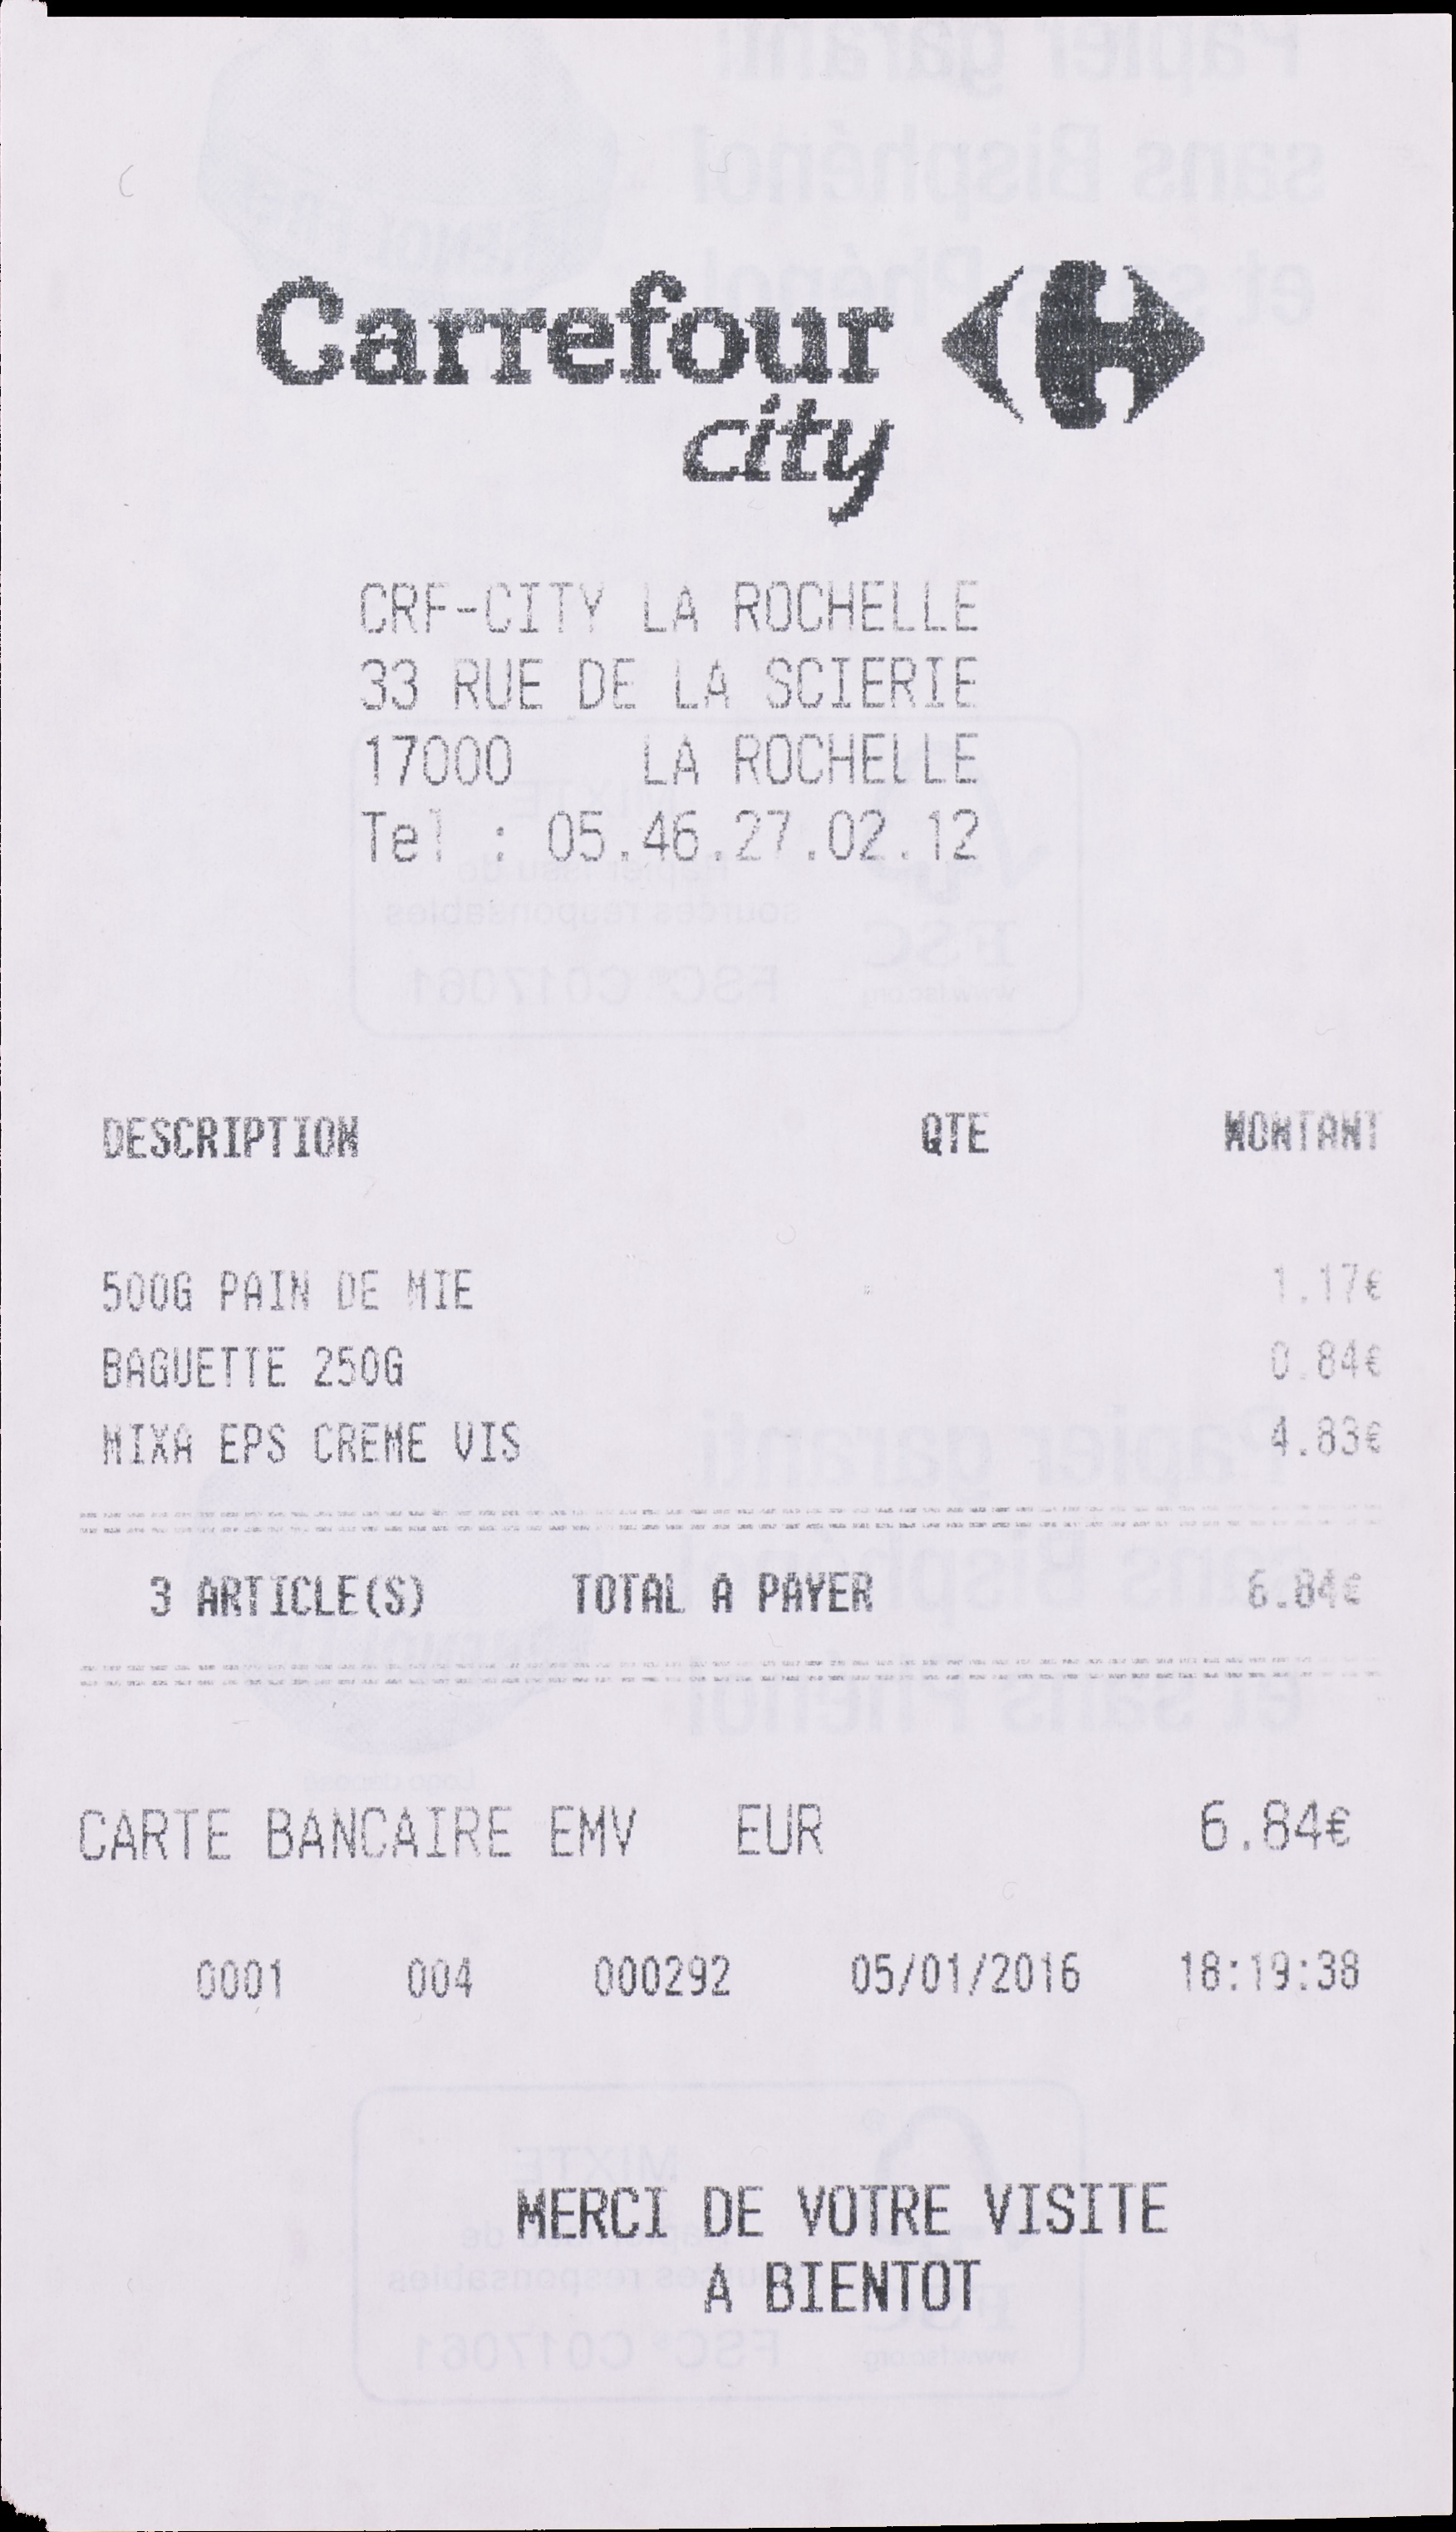 Carrefour
city
CRF-CITY LA ROCHELLE
33 RUE DE LA SCIERIE
17000 LA ROCHELLE
Tel : 05.46.27.02.12
DESCRIPTION QTE MONTANT
500G PAIN DE MIE 1.17€
BAGUETTE 250G 0.84€
MIXA EPS CREME VIS 4.83€
3 ARTICLE(S) TOTAL A PAYER 6.84€
CARTE BANCAIRE EMV EUR 6.84€
0001 004 000292 05/01/2016 18:19:38
MERCI DE VOTRE VISITE
A BIENTOT